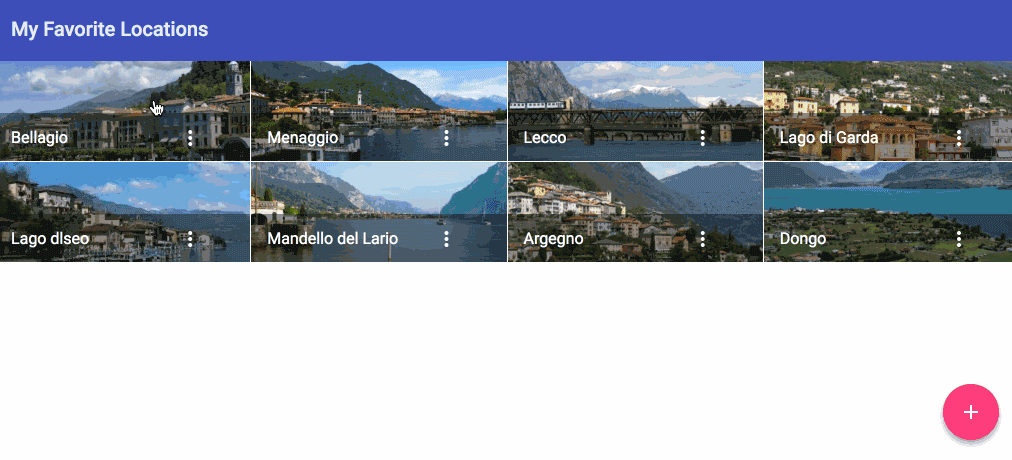 My Favorite Locations
Bellagio
Menaggio
Lecco
Lago di Garda
Lago dIseo
Mandello del Lario
Argegno
Dongo